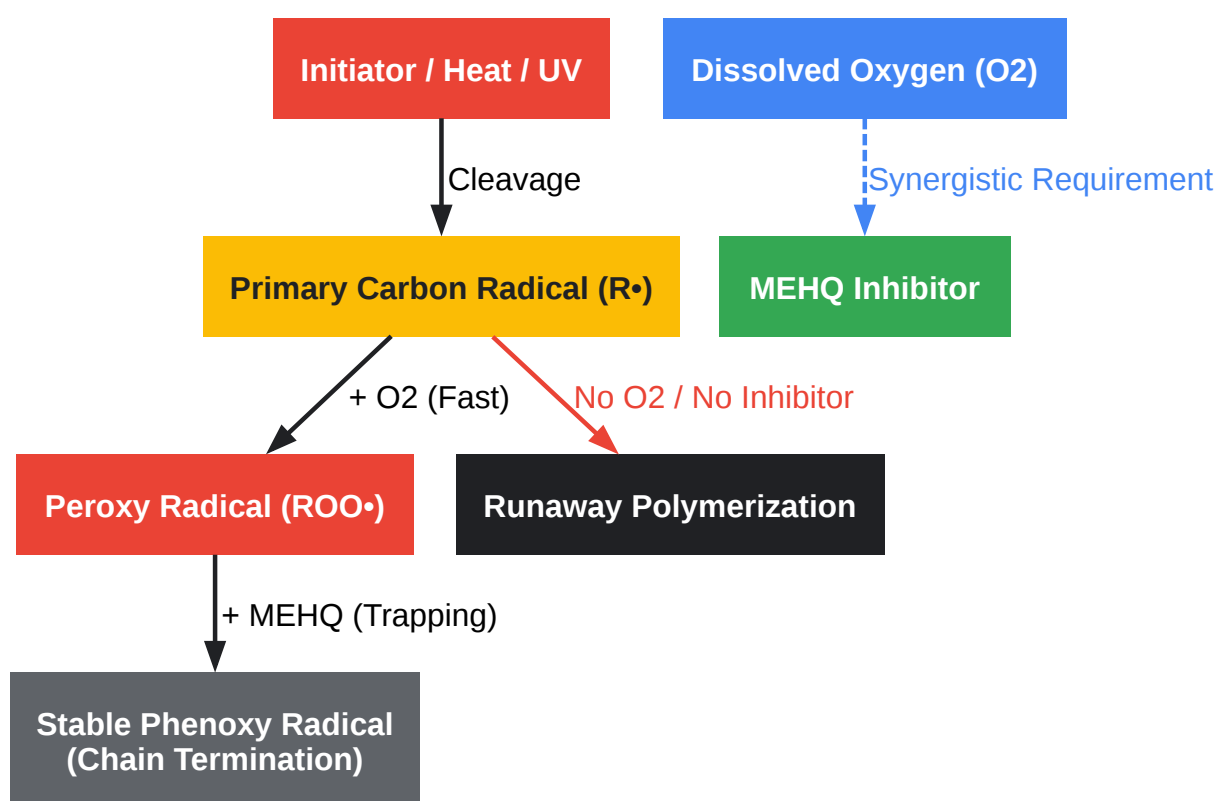 Initiator / Heat / UV
Dissolved Oxygen (O2)
Cleavage
Synergistic Requirement
Primary Carbon Radical (R•)
MEHQ Inhibitor
+ O2 (Fast)
No O2 / No Inhibitor
Peroxy Radical (ROO•)
Runaway Polymerization
+ MEHQ (Trapping)
Stable Phenoxy Radical
(Chain Termination)